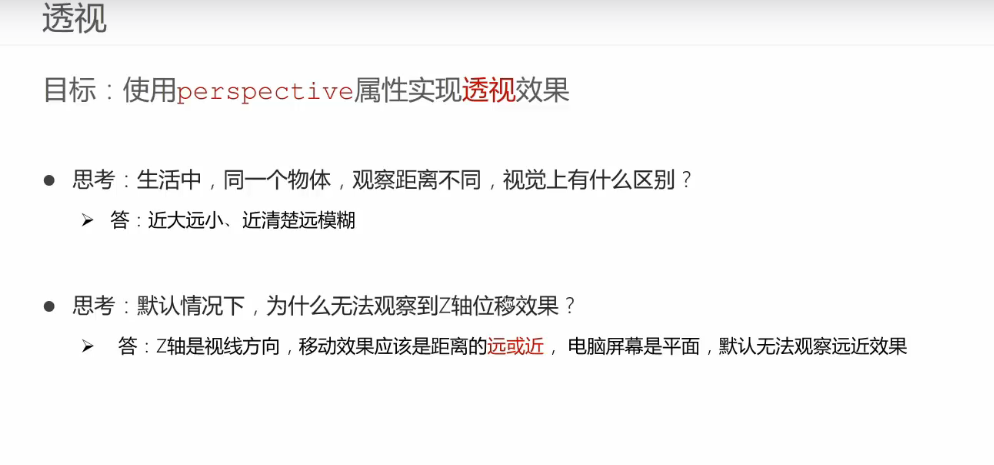 透视
目标：使用perspective属性实现透视效果
● 思考：生活中，同一个物体，观察距离不同，视觉上有什么区别？
➢ 答：近大远小、近清楚远模糊
● 思考：默认情况下，为什么无法观察到Z轴位移效果？
➢ 答：Z轴是视线方向，移动效果应该是距离的远或近， 电脑屏幕是平面，默认无法观察远近效果